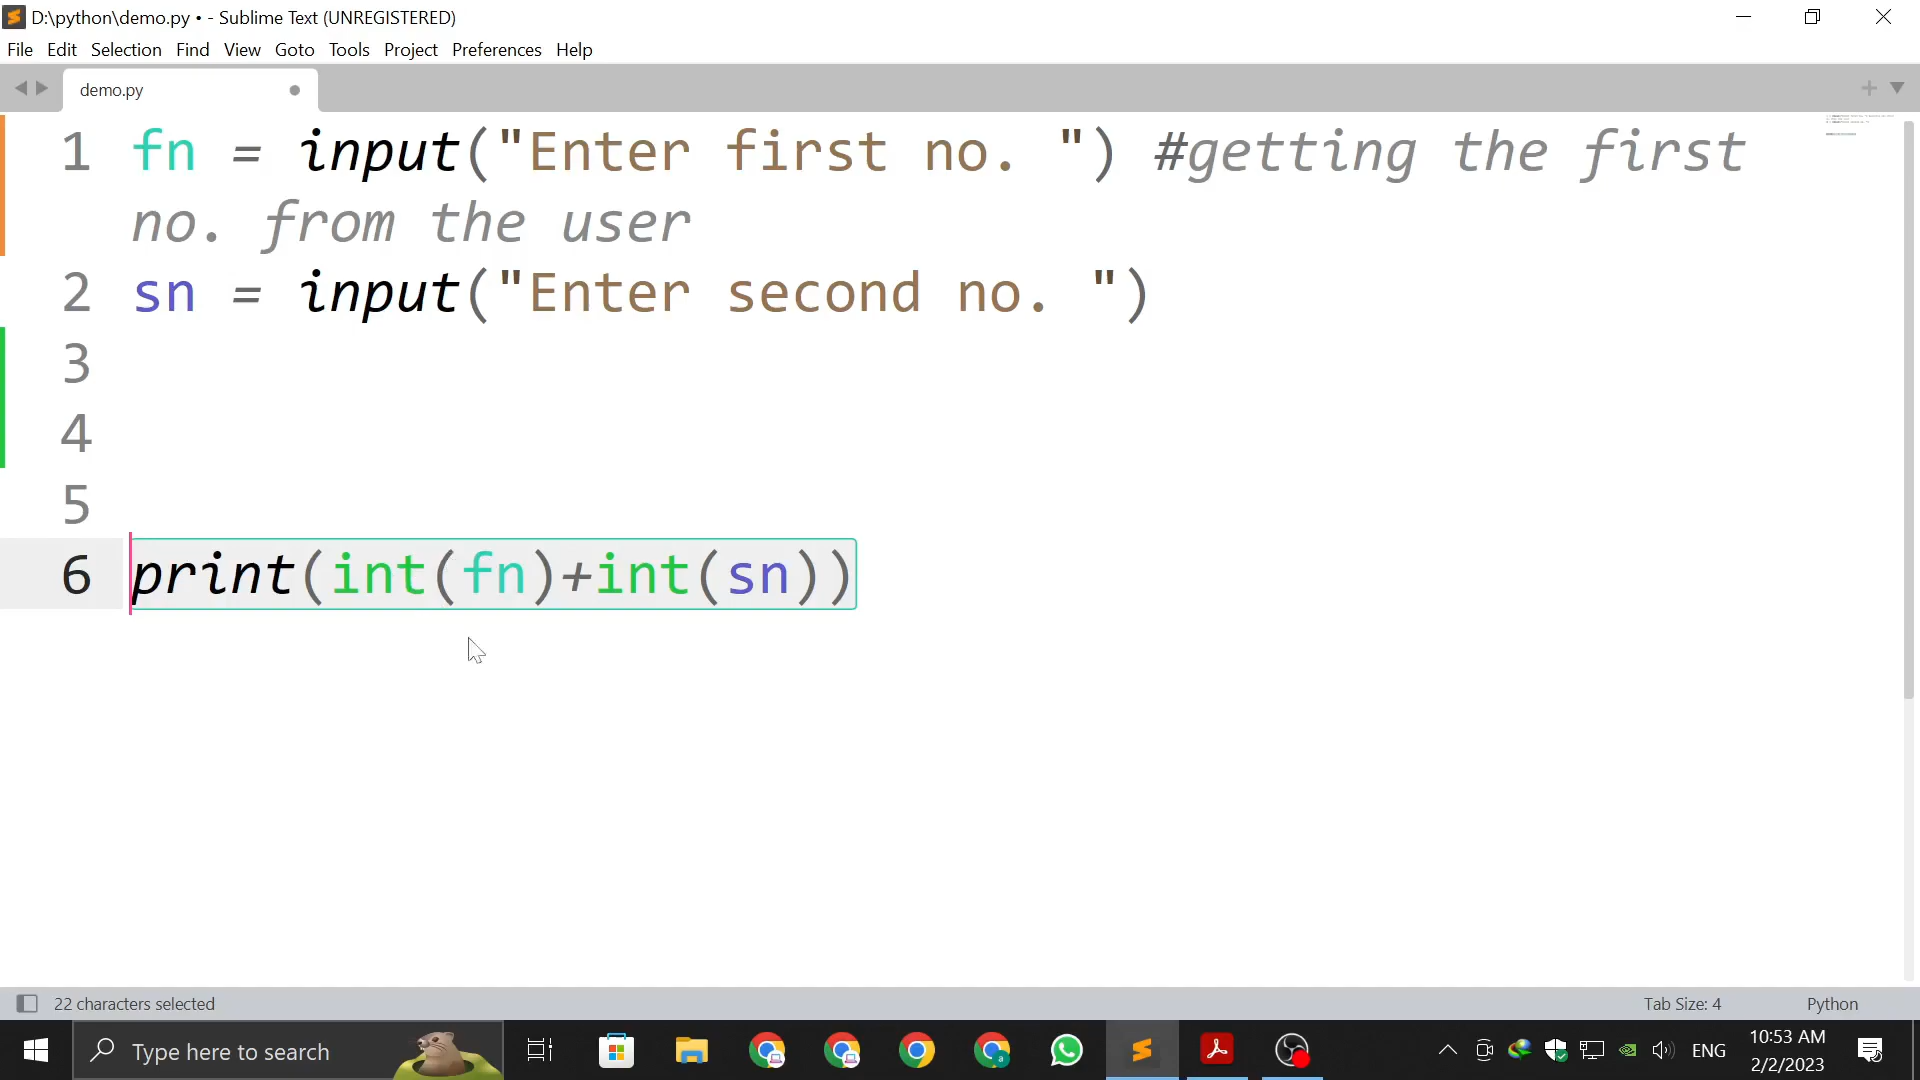 D:\python\demo.py • - Sublime Text (UNREGISTERED)
File Edit Selection Find View Goto Tools Project Preferences Help
demo.py
1 fn = input("Enter first no. ") #getting the first
no. from the user
2 sn = input("Enter second no. ")
3
4
5
6 print(int(fn)+int(sn))
22 characters selected
Tab Size: 4
Python
Type here to search
ENG
10:53 AM
2/2/2023